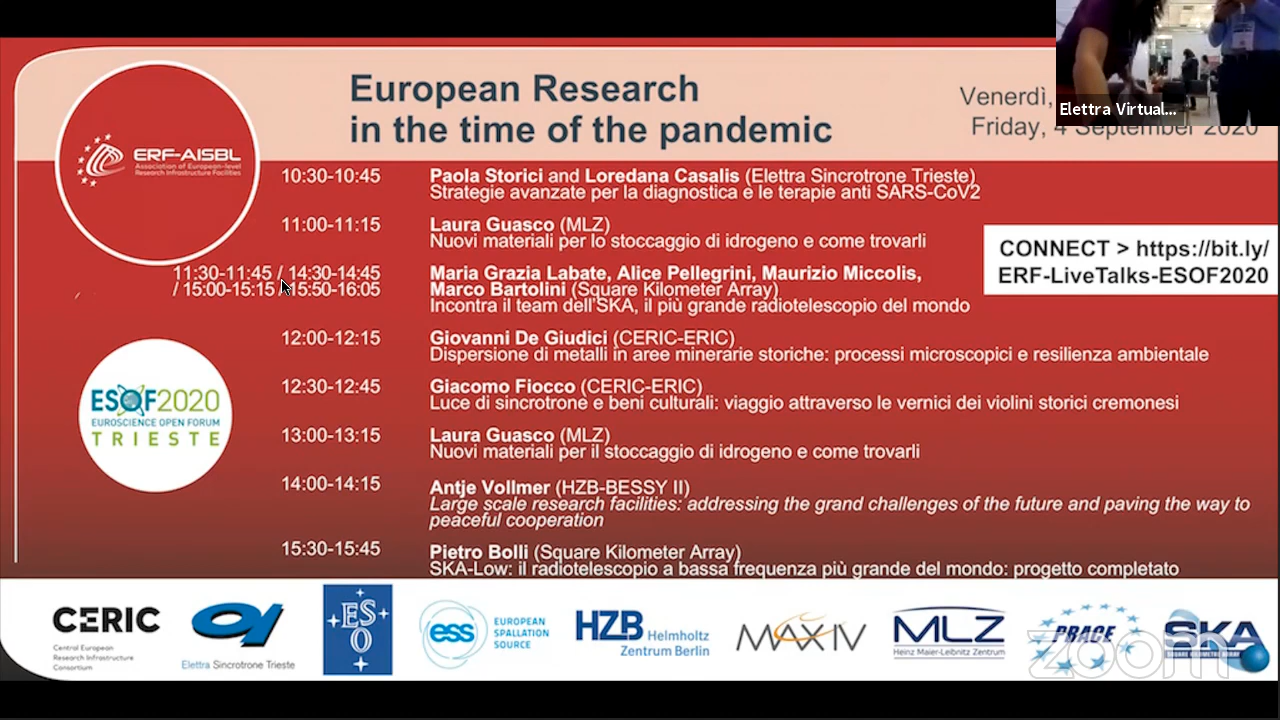 European Research
in the time of the pandemic
Venerdì,
Friday, 4 September 2020
Elettra Virtual...
ERF-AISBL
Association of European-level
Research Infrastructure Facilities
10:30-10:45
Paola Storici and Loredana Casalis (Elettra Sincrotrone Trieste)
Strategie avanzate per la diagnostica e le terapie anti SARS-CoV2
11:00-11:15
Laura Guasco (MLZ)
Nuovi materiali per lo stoccaggio di idrogeno e come trovarli
CONNECT > https://bit.ly/
ERF-LiveTalks-ESOF2020
11:30-11:45 / 14:30-14:45
/ 15:00-15:15 / 15:50-16:05
Maria Grazia Labate, Alice Pellegrini, Maurizio Miccolis,
Marco Bartolini (Square Kilometer Array)
Incontra il team dell'SKA, il più grande radiotelescopio del mondo
12:00-12:15
Giovanni De Giudici (CERIC-ERIC)
Dispersione di metalli in aree minerarie storiche: processi microscopici e resilienza ambientale
12:30-12:45
Giacomo Fiocco (CERIC-ERIC)
Luce di sincrotrone e beni culturali: viaggio attraverso le vernici dei violini storici cremonesi
ESOF2020
EUROSCIENCE OPEN FORUM
TRIESTE
13:00-13:15
Laura Guasco (MLZ)
Nuovi materiali per il stoccaggio di idrogeno e come trovarli
14:00-14:15
Antje Vollmer (HZB-BESSY II)
Large scale research facilities: addressing the grand challenges of the future and paving the way to
peaceful cooperation
15:30-15:45
Pietro Bolli (Square Kilometer Array)
SKA-Low: il radiotelescopio a bassa frequenza più grande del mondo: progetto completato
CERIC
Central European
Research Infrastructure
Consortium
Elettra Sincrotrone Trieste
ESO
ess
EUROPEAN
SPALLATION
SOURCE
HZB Helmholtz
Zentrum Berlin
MAX IV
MLZ
Heinz Maier-Leibnitz Zentrum
PRACE
SKA
SQUARE KILOMETRE ARRAY
zoom